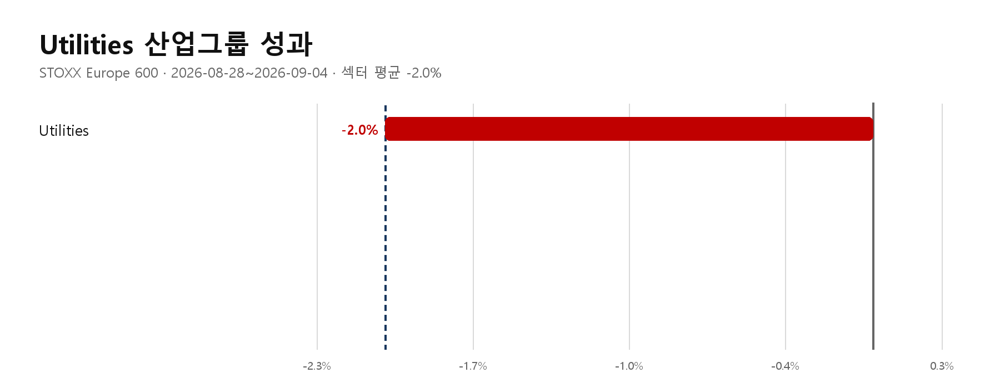 Utilities 산업그룹 성과
STOXX Europe 600 · 2026-08-28~2026-09-04 · 섹터 평균 -2.0%
Utilities -2.0%
-2.3% -1.7% -1.0% -0.4% 0.3%